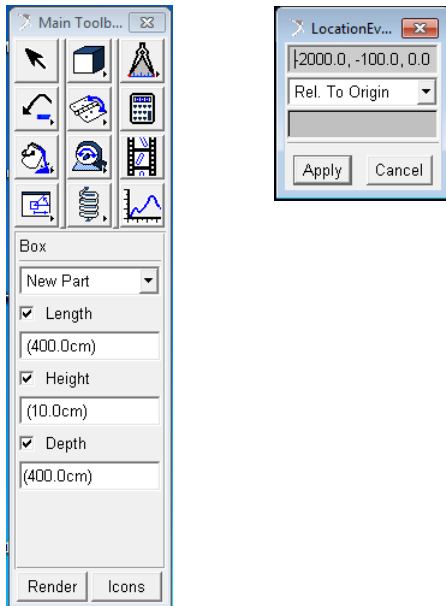 Main Toolb...
Box
New Part
Length
(400.0cm)
Height
(10.0cm)
Depth
(400.0cm)
Render
Icons
LocationEv...
-2000.0, -100.0, 0.0
Rel. To Origin
Apply
Cancel